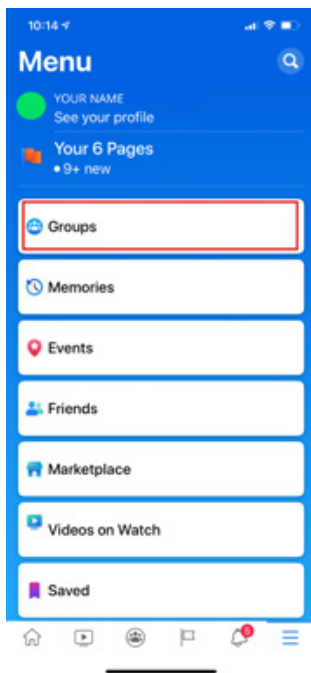 10:14
Menu
YOUR NAME
See your profile
Your 6 Pages
• 9+ new
Groups
Memories
Events
Friends
Marketplace
Videos on Watch
Saved